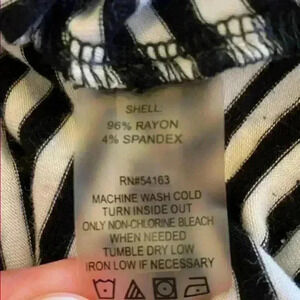 SHELL:
96% RAYON
4% SPANDEX
RN#54163
MACHINE WASH COLD
TURN INSIDE OUT
ONLY NON-CHLORINE BLEACH
WHEN NEEDED
TUMBLE DRY LOW
IRON LOW IF NECESSARY